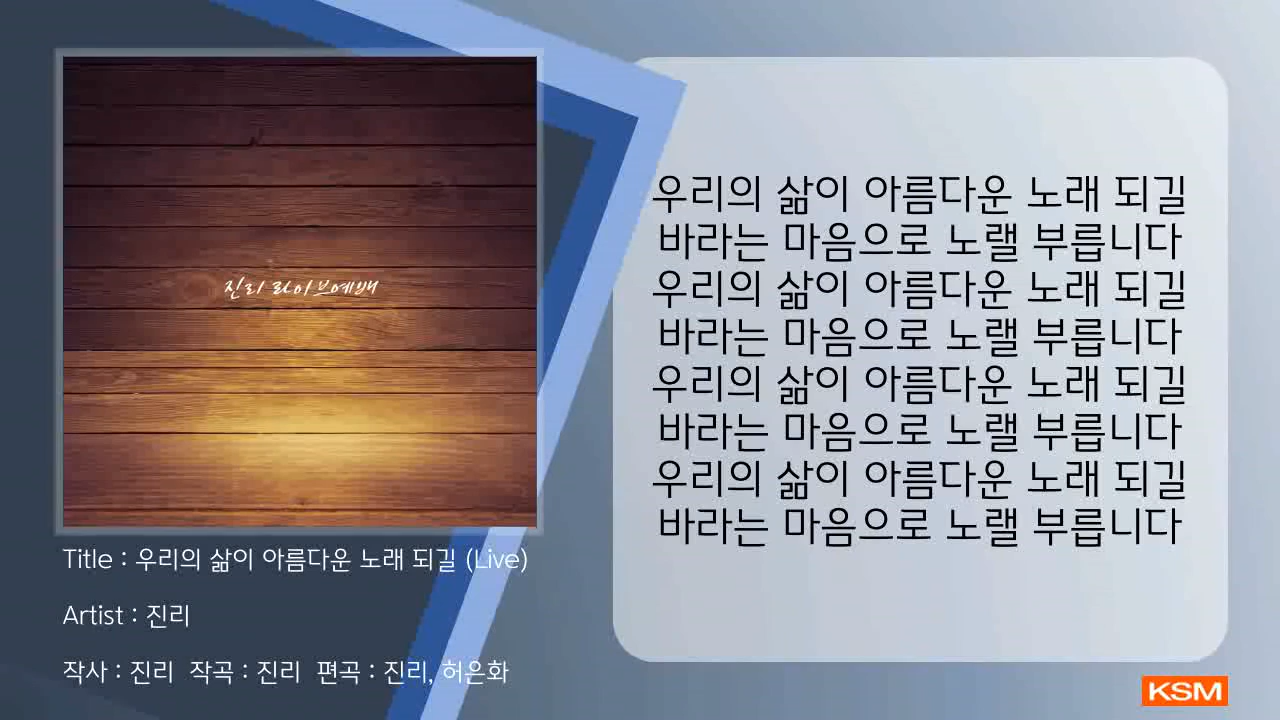 진리 라이브예배
Title : 우리의 삶이 아름다운 노래 되길 (Live)
Artist : 진리
작사 : 진리 작곡 : 진리 편곡 : 진리, 허은화
우리의 삶이 아름다운 노래 되길
바라는 마음으로 노랠 부릅니다
우리의 삶이 아름다운 노래 되길
바라는 마음으로 노랠 부릅니다
우리의 삶이 아름다운 노래 되길
바라는 마음으로 노랠 부릅니다
우리의 삶이 아름다운 노래 되길
바라는 마음으로 노랠 부릅니다
KSM